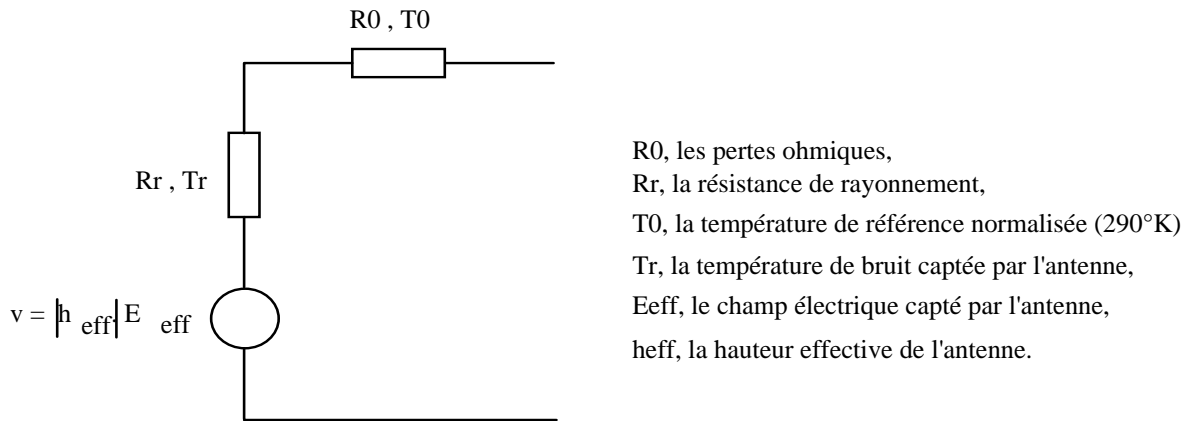 R0 , T0
Rr , Tr
v = |h eff| E eff
R0, les pertes ohmiques,
Rr, la résistance de rayonnement,
T0, la température de référence normalisée (290°K)
Tr, la température de bruit captée par l'antenne,
Eeff, le champ électrique capté par l'antenne,
heff, la hauteur effective de l'antenne.